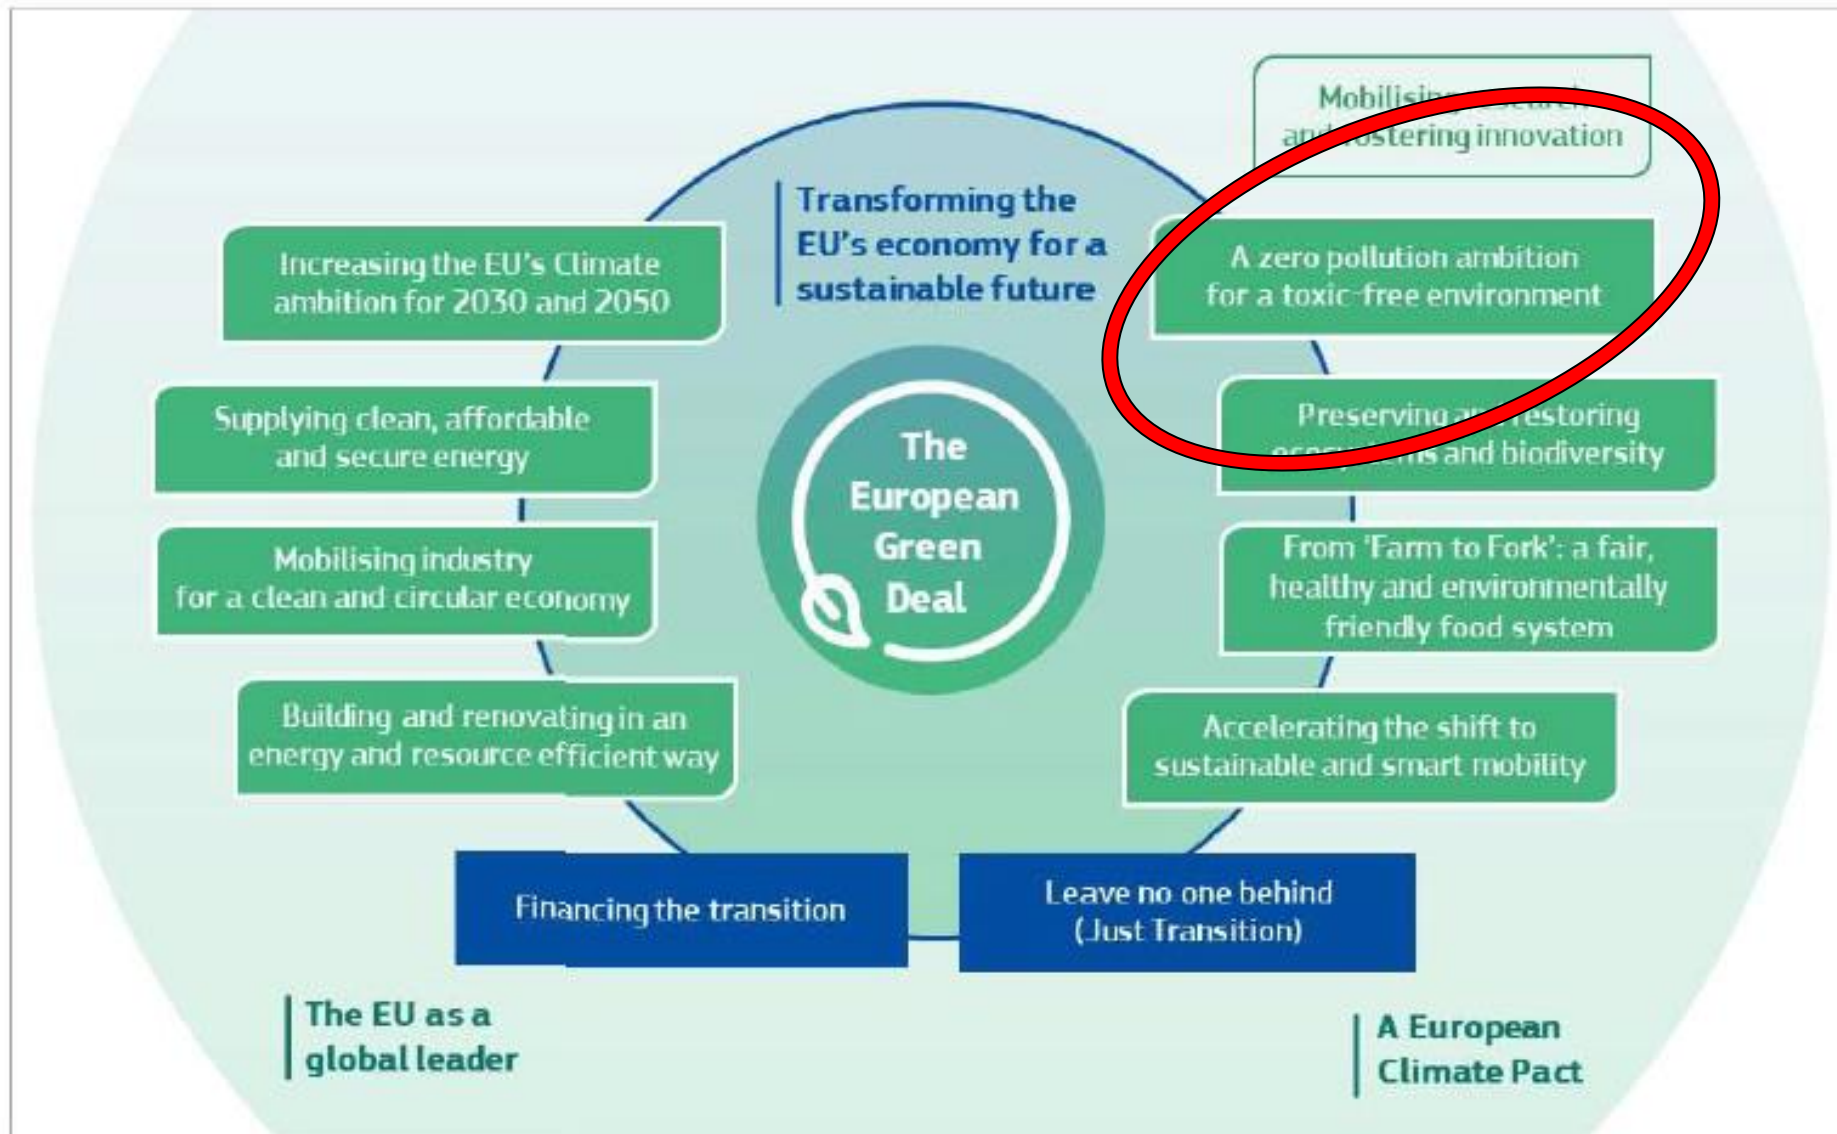 Mobilising research
and fostering innovation
Transforming the
EU's economy for a
sustainable future
Increasing the EU's Climate
ambition for 2030 and 2050
A zero pollution ambition
for a toxic-free environment
Supplying clean, affordable
and secure energy
Preserving and restoring
ecosystems and biodiversity
The
European
Green
Deal
Mobilising industry
for a clean and circular economy
From 'Farm to Fork': a fair,
healthy and environmentally
friendly food system
Building and renovating in an
energy and resource efficient way
Accelerating the shift to
sustainable and smart mobility
Financing the transition
Leave no one behind
(Just Transition)
The EU as a
global leader
A European
Climate Pact